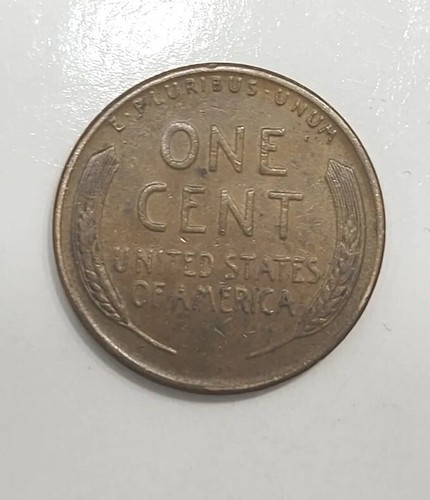 E·PLURIBUS·UNUM
ONE
CENT
UNITED STATES
OF AMERICA